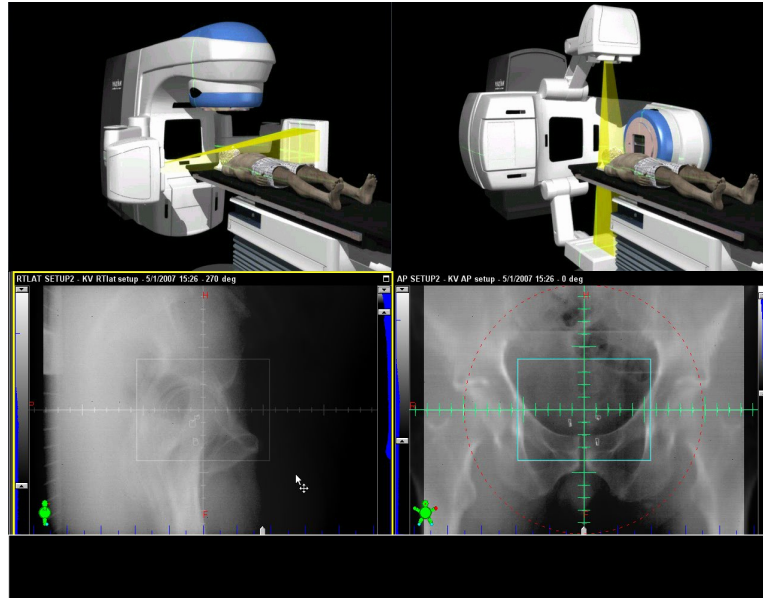 RTLAT SETUP2 - KV RTlat setup - 5/1/2007 15:26 - 270 deg
AP SETUP2 - KV AP setup - 5/1/2007 15:26 - 0 deg
H
F